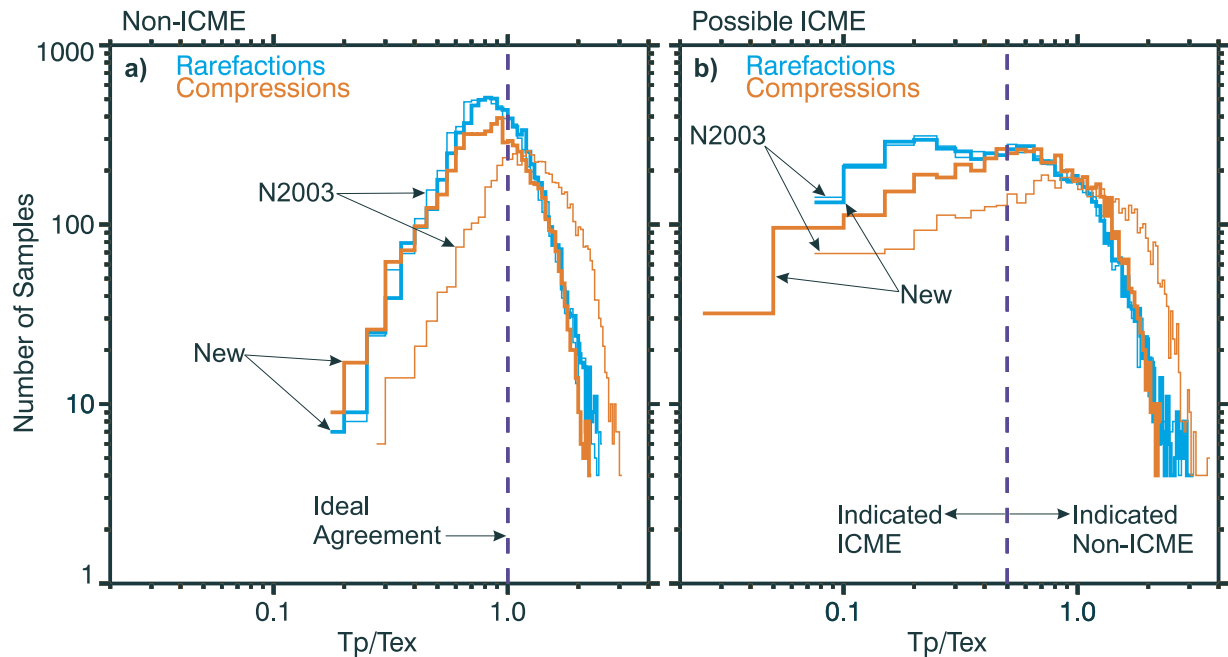 Non-ICME
Possible ICME
1000
100
10
1
Number of Samples
a)
Rarefactions
Compressions
N2003
New
Ideal
Agreement
0.1
1.0
Tp/Tex
b)
Rarefactions
Compressions
N2003
New
Indicated
ICME
Indicated
Non-ICME
0.1
1.0
Tp/Tex